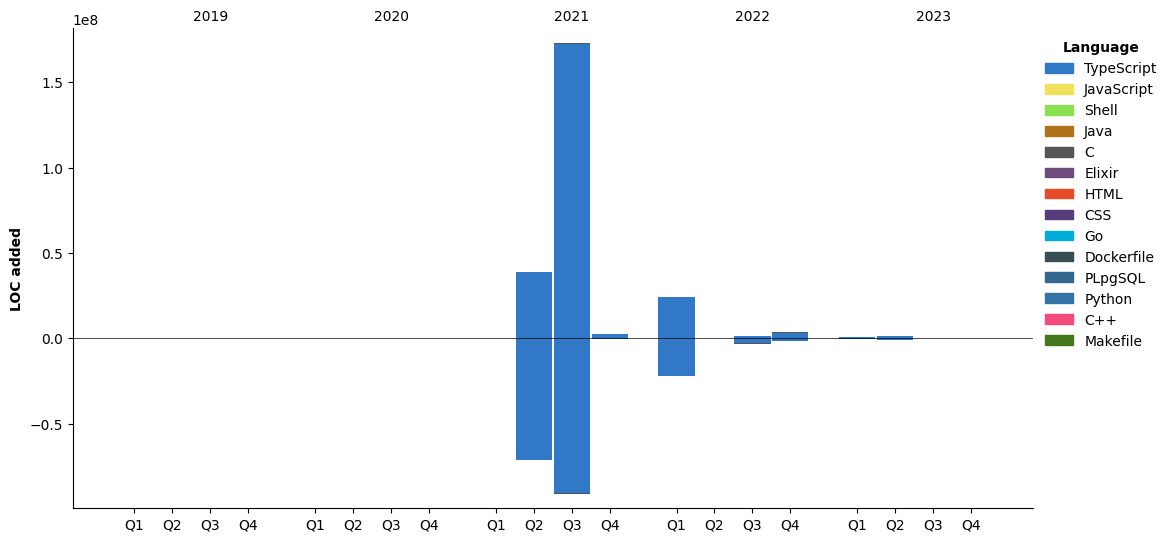 1e8
2019 2020 2021 2022 2023
1.5
1.0
0.5
0.0
−0.5
LOC added
Q1 Q2 Q3 Q4 Q1 Q2 Q3 Q4 Q1 Q2 Q3 Q4 Q1 Q2 Q3 Q4 Q1 Q2 Q3 Q4
Language
TypeScript
JavaScript
Shell
Java
C
Elixir
HTML
CSS
Go
Dockerfile
PLpgSQL
Python
C++
Makefile